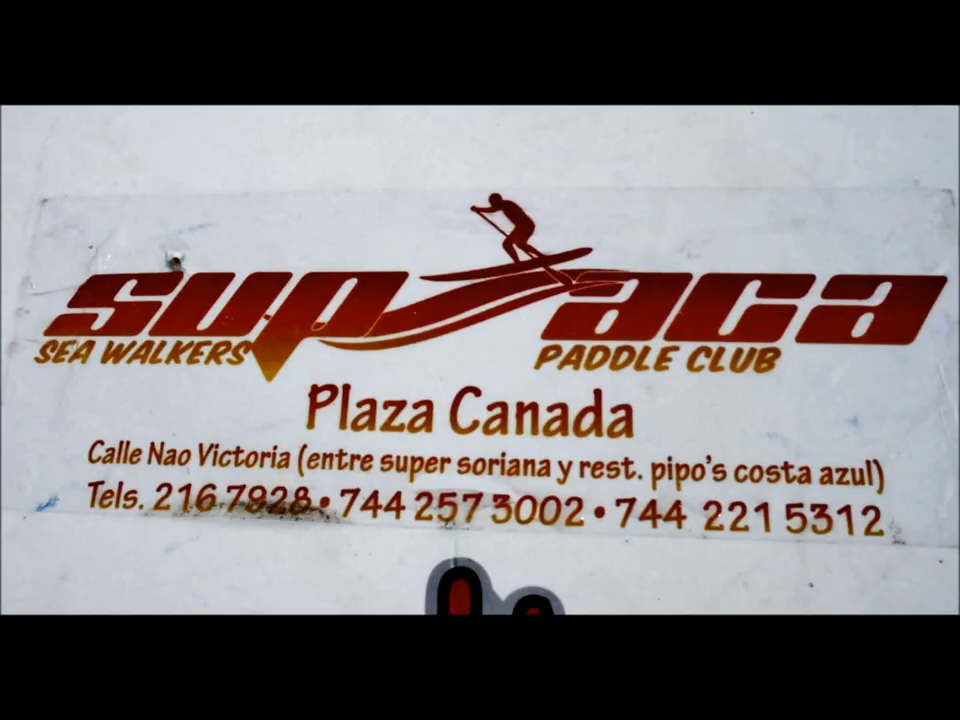 sup aca
SEA WALKERS PADDLE CLUB
Plaza Canada
Calle Nao Victoria (entre super soriana y rest. pipo's costa azul)
Tels. 216 7928 • 744 257 3002 • 744 221 5312